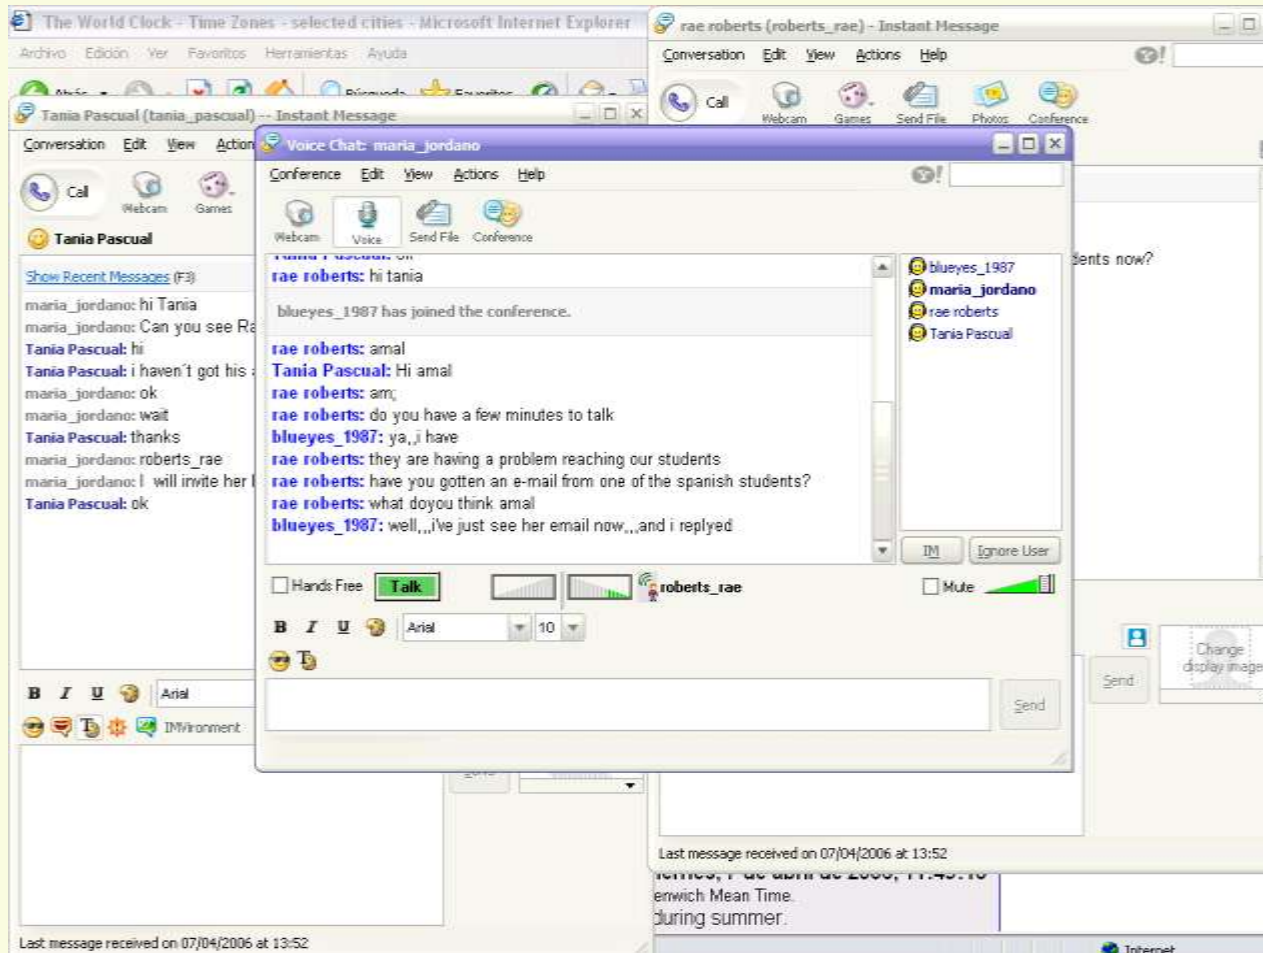 The World Clock - Time Zones - selected cities - Microsoft Internet Explorer
Archivo Edición Ver Favoritos Herramientas Ayuda
Atrás Búsqueda Favoritos
rae roberts (roberts_rae) - Instant Message
Conversation Edit View Actions Help
Call Webcam Games Send File Photos Conference
dents now?
Change
display image
Send
Last message received on 07/04/2006 at 13:52
Tania Pascual (tania_pascual) -- Instant Message
Conversation Edit View Action
Call Webcam Games
Tania Pascual
Show Recent Messages (F3)
maria_jordano: hi Tania
maria_jordano: Can you see Ra
Tania Pascual: hi
Tania Pascual: i haven´t got his
maria_jordano: ok
maria_jordano: wait
Tania Pascual: thanks
maria_jordano: roberts_rae
maria_jordano: I will invite her
Tania Pascual: ok
B I U Arial
IMVironment
Last message received on 07/04/2006 at 13:52
Voice Chat: maria_jordano
Conference Edit View Actions Help
Webcam Voice Send File Conference
Tania Pascual: ok
rae roberts: hi tania
blueyes_1987 has joined the conference.
rae roberts: amal
Tania Pascual: Hi amal
rae roberts: am;
rae roberts: do you have a few minutes to talk
blueyes_1987: ya,,i have
rae roberts: they are having a problem reaching our students
rae roberts: have you gotten an e-mail from one of the spanish students?
rae roberts: what doyou think amal
blueyes_1987: well,,,i've just see her email now,,,and i replyed
blueyes_1987
maria_jordano
rae roberts
Tania Pascual
IM Ignore User
Hands Free Talk roberts_rae Mute
B I U Arial 10
Send
enwich Mean Time.
during summer.
Internet